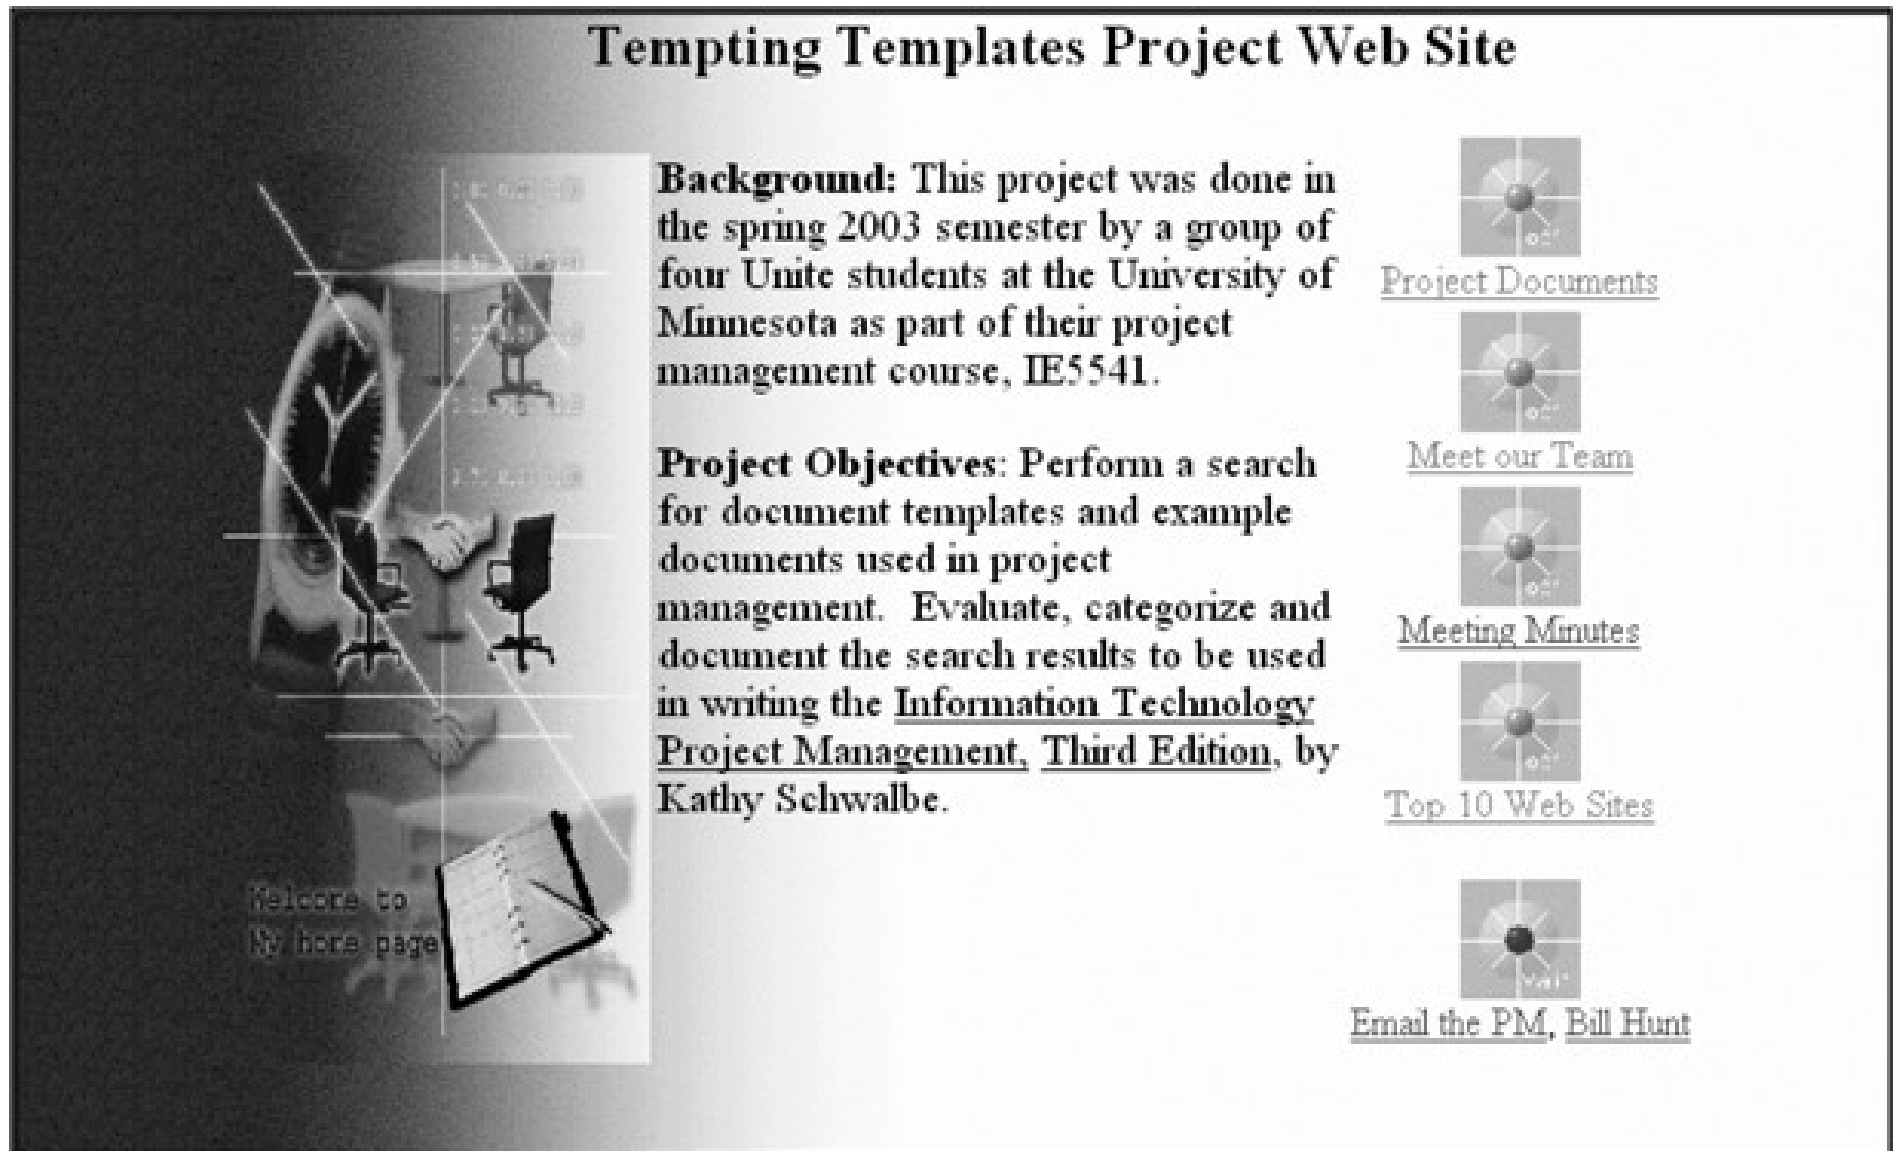 Tempting Templates Project Web Site
Background: This project was done in
the spring 2003 semester by a group of
four Unite students at the University of
Minnesota as part of their project
management course, IE5541.
Project Objectives: Perform a search
for document templates and example
documents used in project
management.  Evaluate, categorize and
document the search results to be used
in writing the Information Technology
Project Management, Third Edition, by
Kathy Schwalbe.
Project Documents
Meet our Team
Meeting Minutes
Top 10 Web Sites
Email the PM, Bill Hunt
Welcome to
My home page